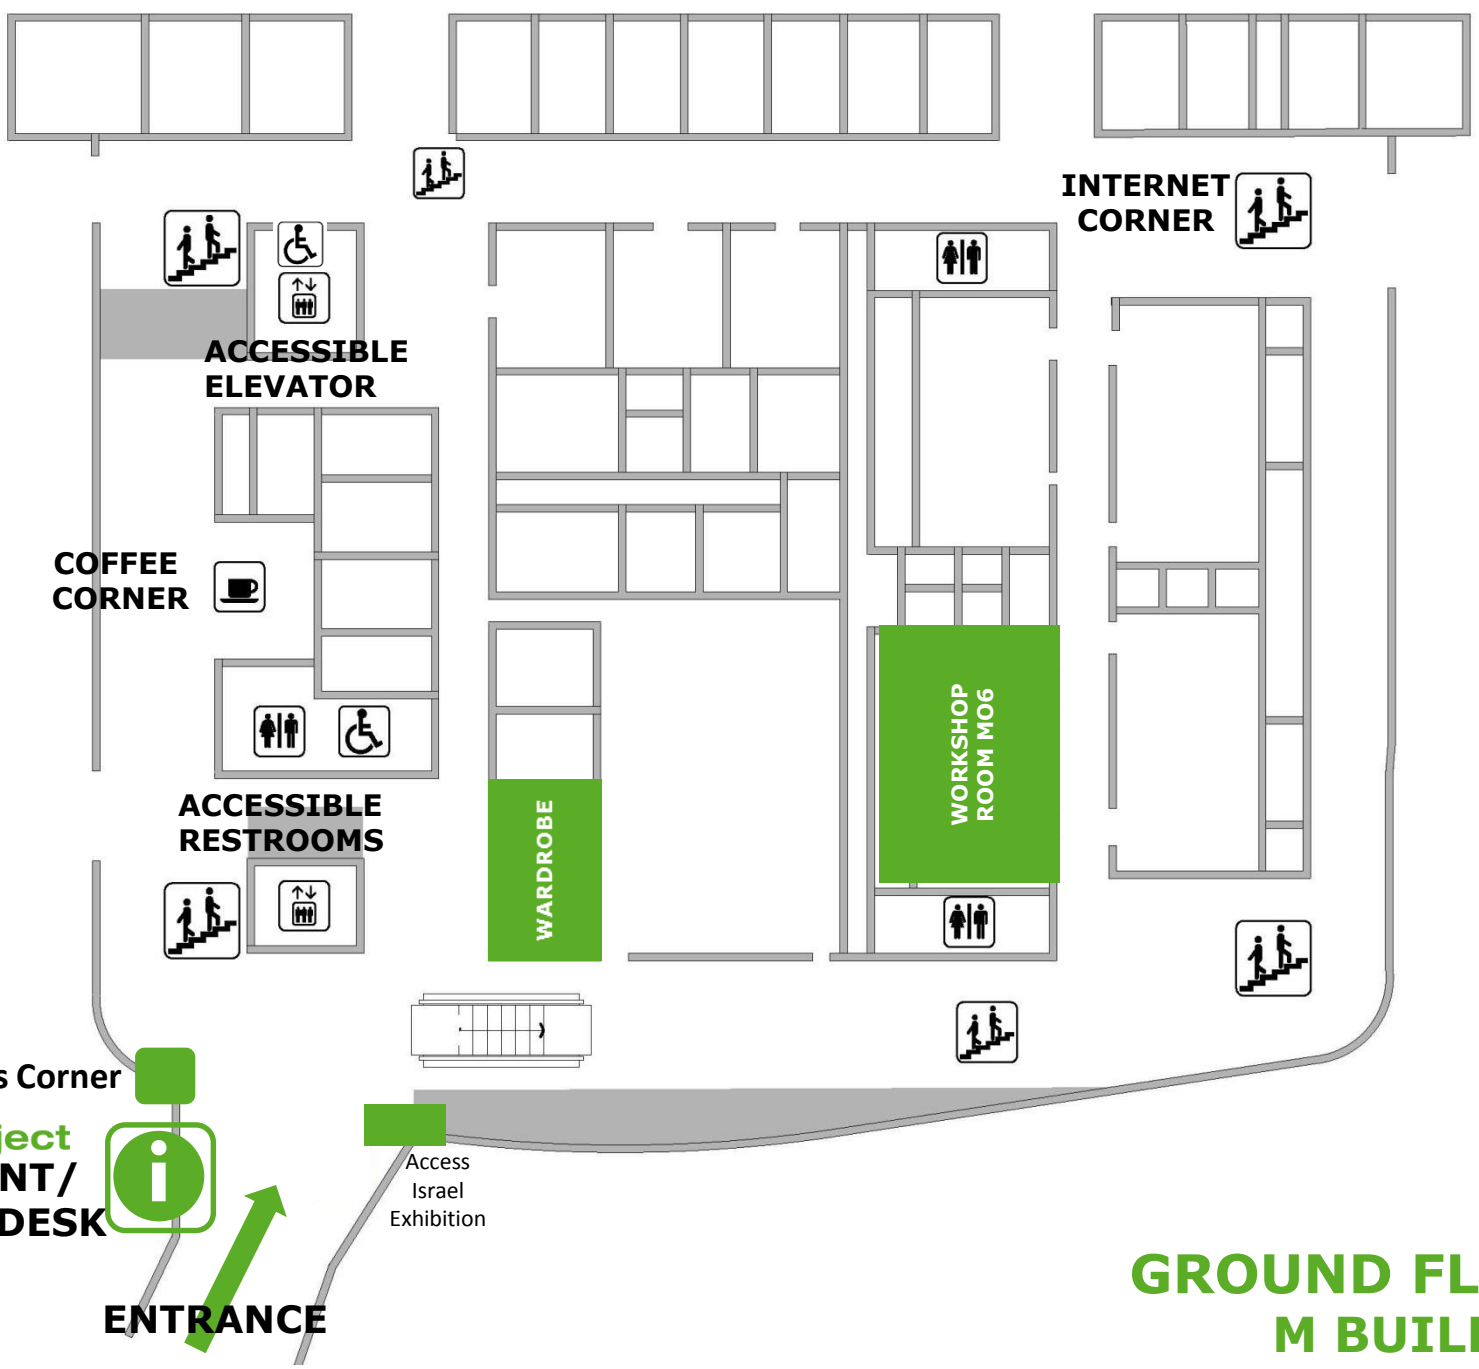 INTERNET
CORNER
ACCESSIBLE
ELEVATOR
COFFEE
CORNER
WORKSHOP
ROOM MO6
ACCESSIBLE
RESTROOMS
WARDROBE
s Corner
ject
NT/
DESK
i
Access
Israel
Exhibition
ENTRANCE
GROUND FL
M BUIL